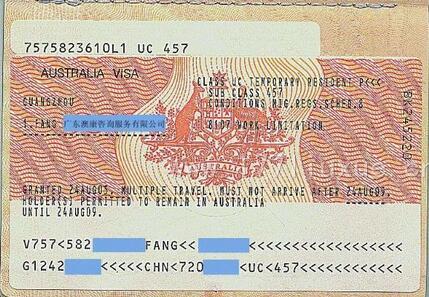 7575823610L1 UC 457
AUSTRALIA VISA
CLASS UC TEMPORARY RESIDENT P<<<
SUB CLASS 457
GUANGZHOU
CONDITIONS MIG.REGS.SCHED.8
1.FANG 广东澳康咨询服务有限公司
8107 WORK LIMITATION
AUSTRALIA
GRANTED 24AUG05. MULTIPLE TRAVEL. MUST NOT ARRIVE AFTER 24AUG09.
HOLDER(S) PERMITTED TO REMAIN IN AUSTRALIA
UNTIL 24AUG09.
V757<582 FANG<< <<<<<<<<<<<<<<<<<
G1242 <<<<<CHN<720 <UC<457<<<<<<<